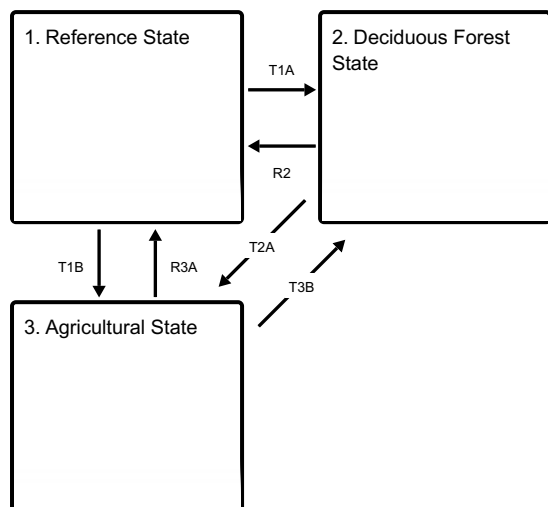 1. Reference State
2. Deciduous Forest
State
T1A
R2
T2A
T1B
R3A
T3B
3. Agricultural State